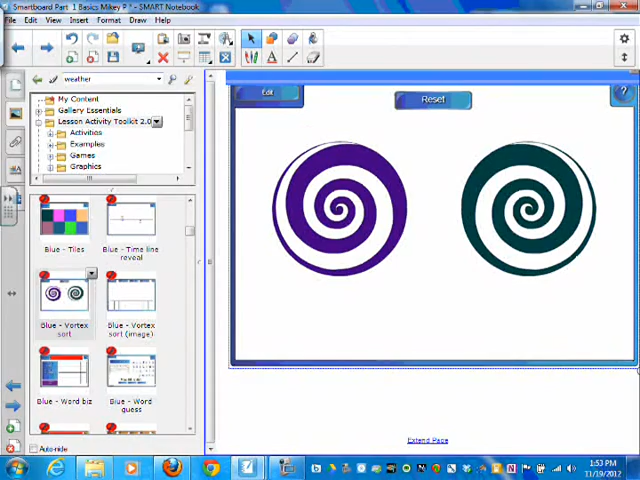 Smartboard Part 1 Basics Mikey P * - SMART Notebook
File Edit View Insert Format Draw Help
weather
My Content
Gallery Essentials
Lesson Activity Toolkit 2.0
Activities
Examples
Games
Graphics
Blue - Tiles
Blue - Time line reveal
Blue - Vortex sort
Blue - Vortex sort (image)
Blue - Word biz
Blue - Word guess
Auto-hide
Edit
Reset
?
Extend Page
1:53 PM
11/19/2012